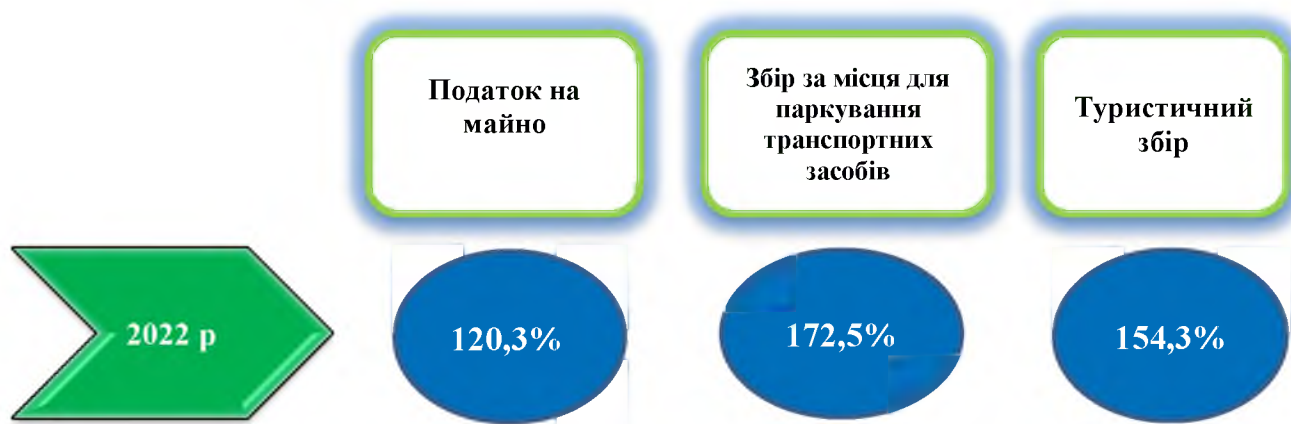 Податок на
майно
Збір за місця для
паркування
транспортних
засобів
Туристичний
збір
2022 р
120,3%
172,5%
154,3%